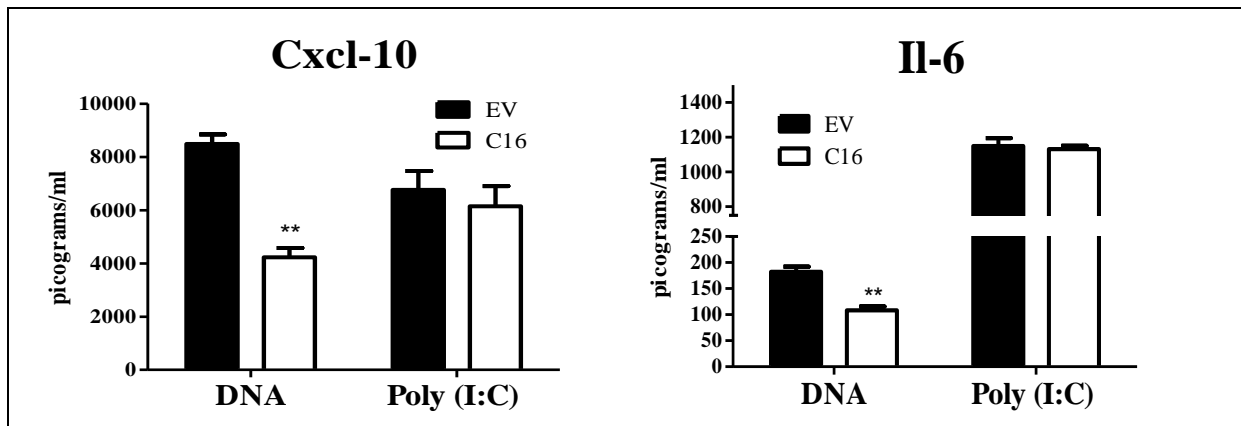 Cxcl-10
picograms/ml
10000
8000
6000
4000
2000
0
EV
C16
**
DNA
Poly (I:C)
Il-6
picograms/ml
1400
1200
1000
800
250
200
150
100
50
0
EV
C16
**
DNA
Poly (I:C)